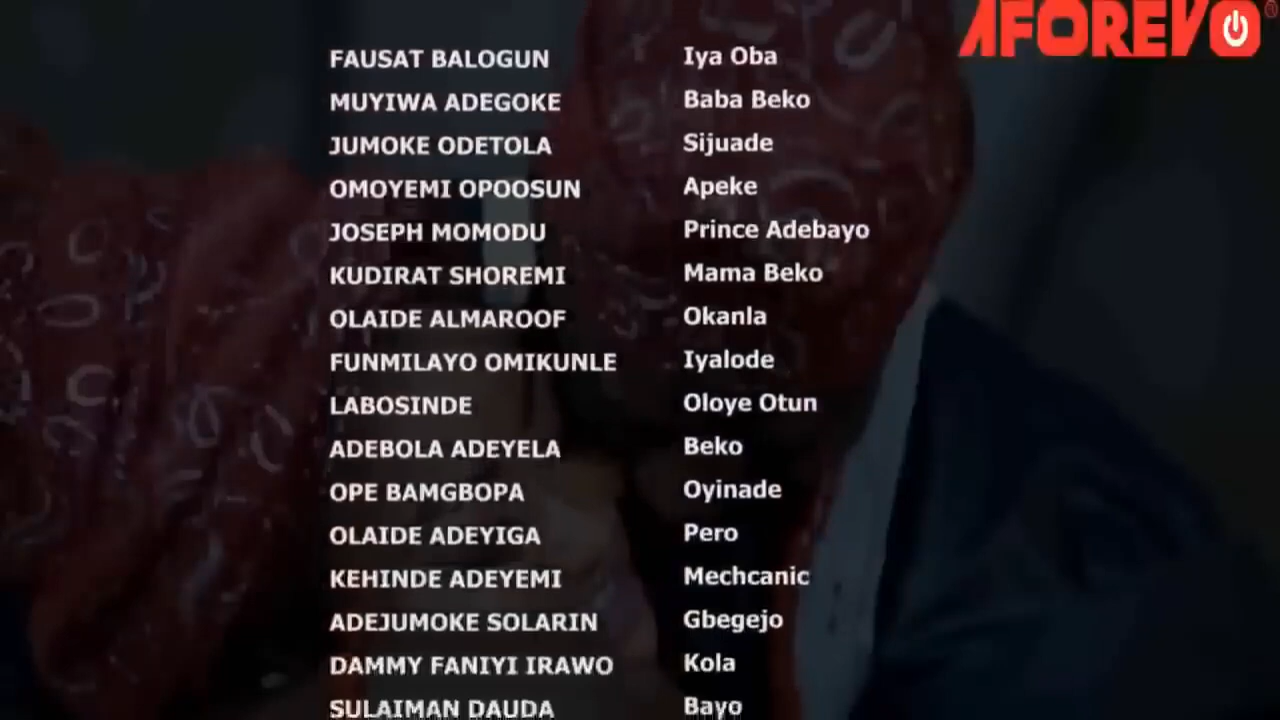 AFOREVO
FAUSAT BALOGUN Iya Oba
MUYIWA ADEGOKE Baba Beko
JUMOKE ODETOLA Sijuade
OMOYEMI OPOOSUN Apeke
JOSEPH MOMODU Prince Adebayo
KUDIRAT SHOREMI Mama Beko
OLAIDE ALMAROOF Okanla
FUNMILAYO OMIKUNLE Iyalode
LABOSINDE Oloye Otun
ADEBOLA ADEYELA Beko
OPE BAMGBOPA Oyinade
OLAIDE ADEYIGA Pero
KEHINDE ADEYEMI Mechcanic
ADEJUMOKE SOLARIN Gbegejo
DAMMY FANIYI IRAWO Kola
SULAIMAN DAUDA Bayo